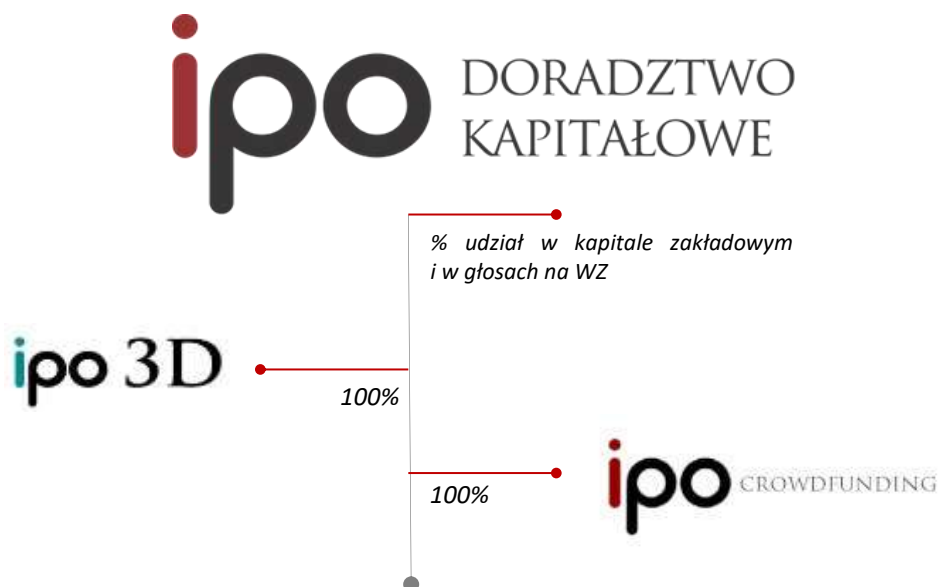 ipo DORADZTWO
KAPITAŁOWE
% udział w kapitale zakładowym
i w głosach na WZ
ipo 3D
100%
100%
ipo CROWDFUNDING